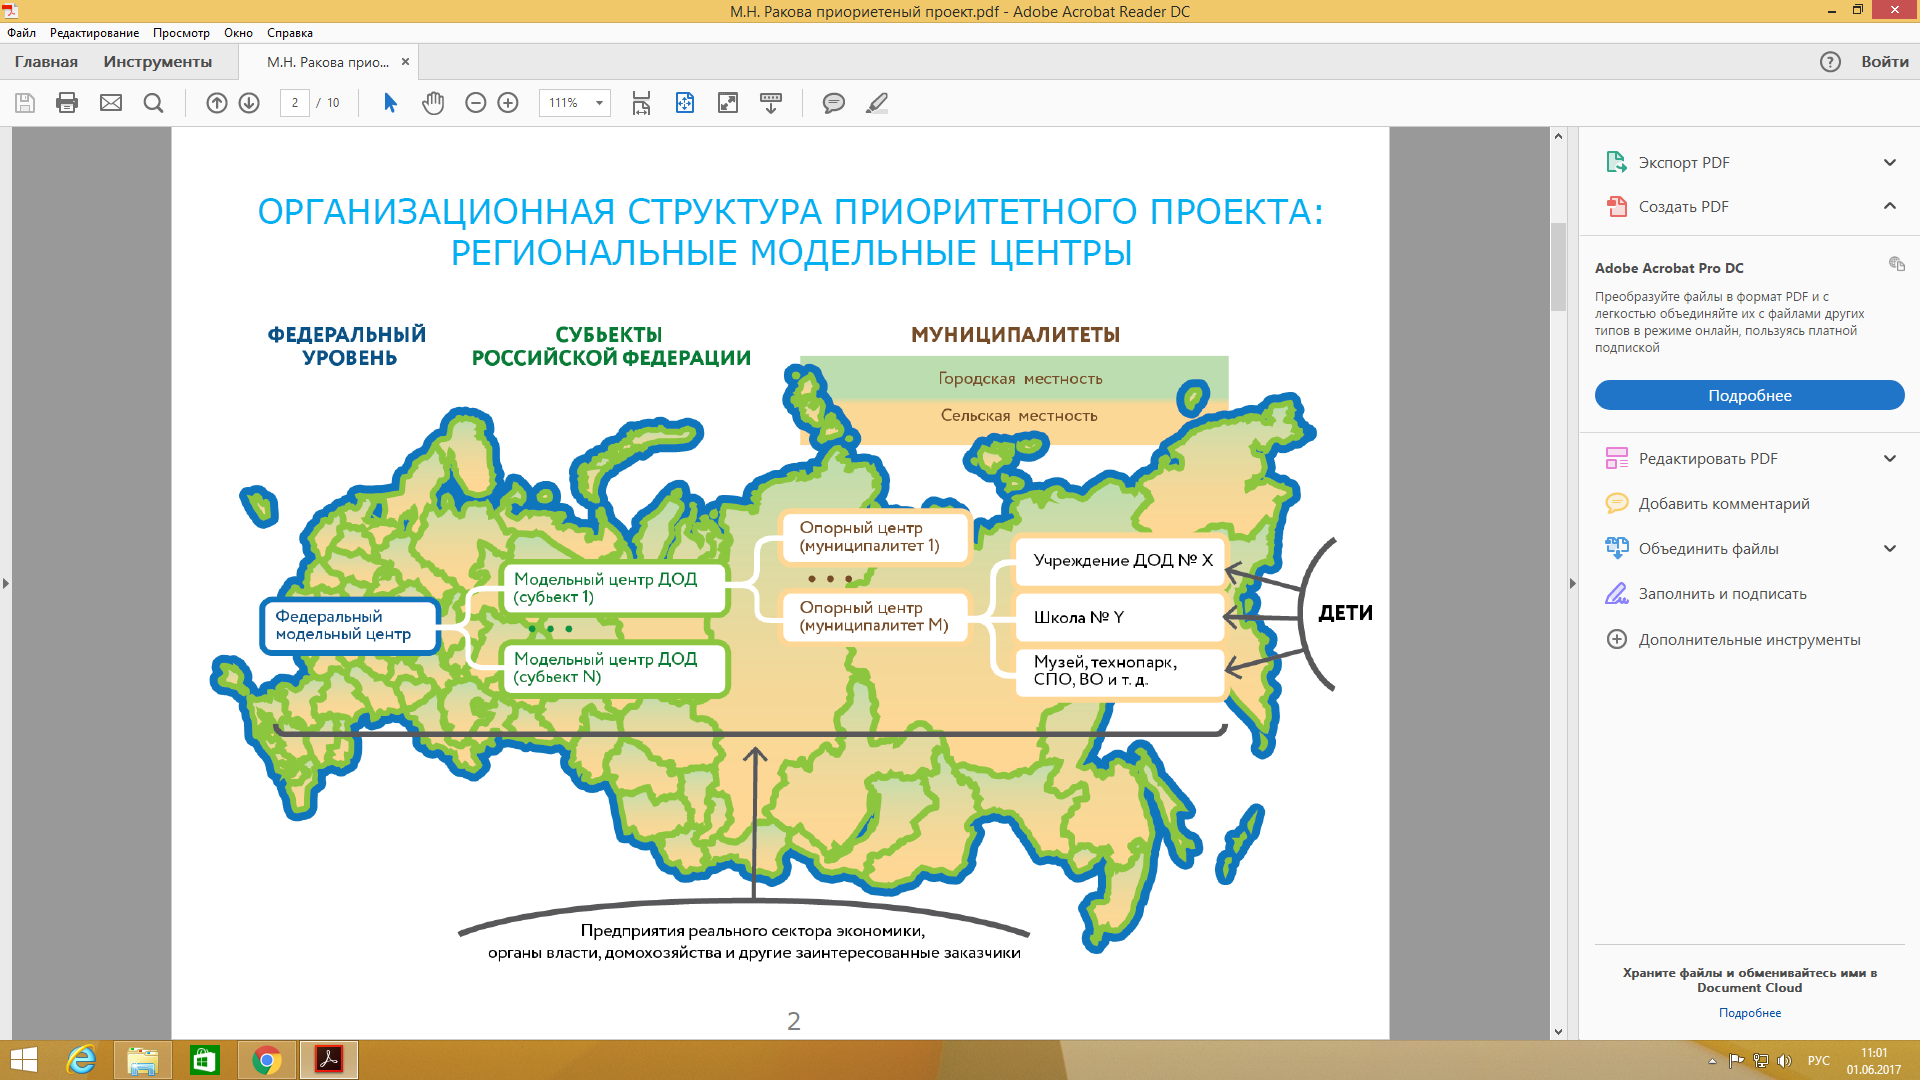 М.Н. Ракова приориетеный проект.pdf - Adobe Acrobat Reader DC
Файл Редактирование Просмотр Окно Справка
Главная Инструменты М.Н. Ракова прио... × ? Войти
2 / 10 111%
ОРГАНИЗАЦИОННАЯ СТРУКТУРА ПРИОРИТЕТНОГО ПРОЕКТА:
РЕГИОНАЛЬНЫЕ МОДЕЛЬНЫЕ ЦЕНТРЫ
ФЕДЕРАЛЬНЫЙ
УРОВЕНЬ
СУБЬЕКТЫ
РОССИЙСКОЙ ФЕДЕРАЦИИ
МУНИЦИПАЛИТЕТЫ
Городская местность
Сельская местность
Федеральный
модельный центр
Модельный центр ДОД
(субьект 1)
• • •
Модельный центр ДОД
(субьект N)
Опорный центр
(муниципалитет 1)
• • •
Опорный центр
(муниципалитет М)
Учреждение ДОД № X
Школа № Y
Музей, технопарк,
СПО, ВО и т. д.
ДЕТИ
Предприятия реального сектора экономики,
органы власти, домохозяйства и другие заинтересованные заказчики
2
Экспорт PDF
Создать PDF
Adobe Acrobat Pro DC
Преобразуйте файлы в формат PDF и с
легкостью объединяйте их с файлами других
типов в режиме онлайн, пользуясь платной
подпиской
Подробнее
Редактировать PDF
Добавить комментарий
Объединить файлы
Заполнить и подписать
Дополнительные инструменты
Храните файлы и обменивайтесь ими в
Document Cloud
Подробнее
РУС
11:01
01.06.2017